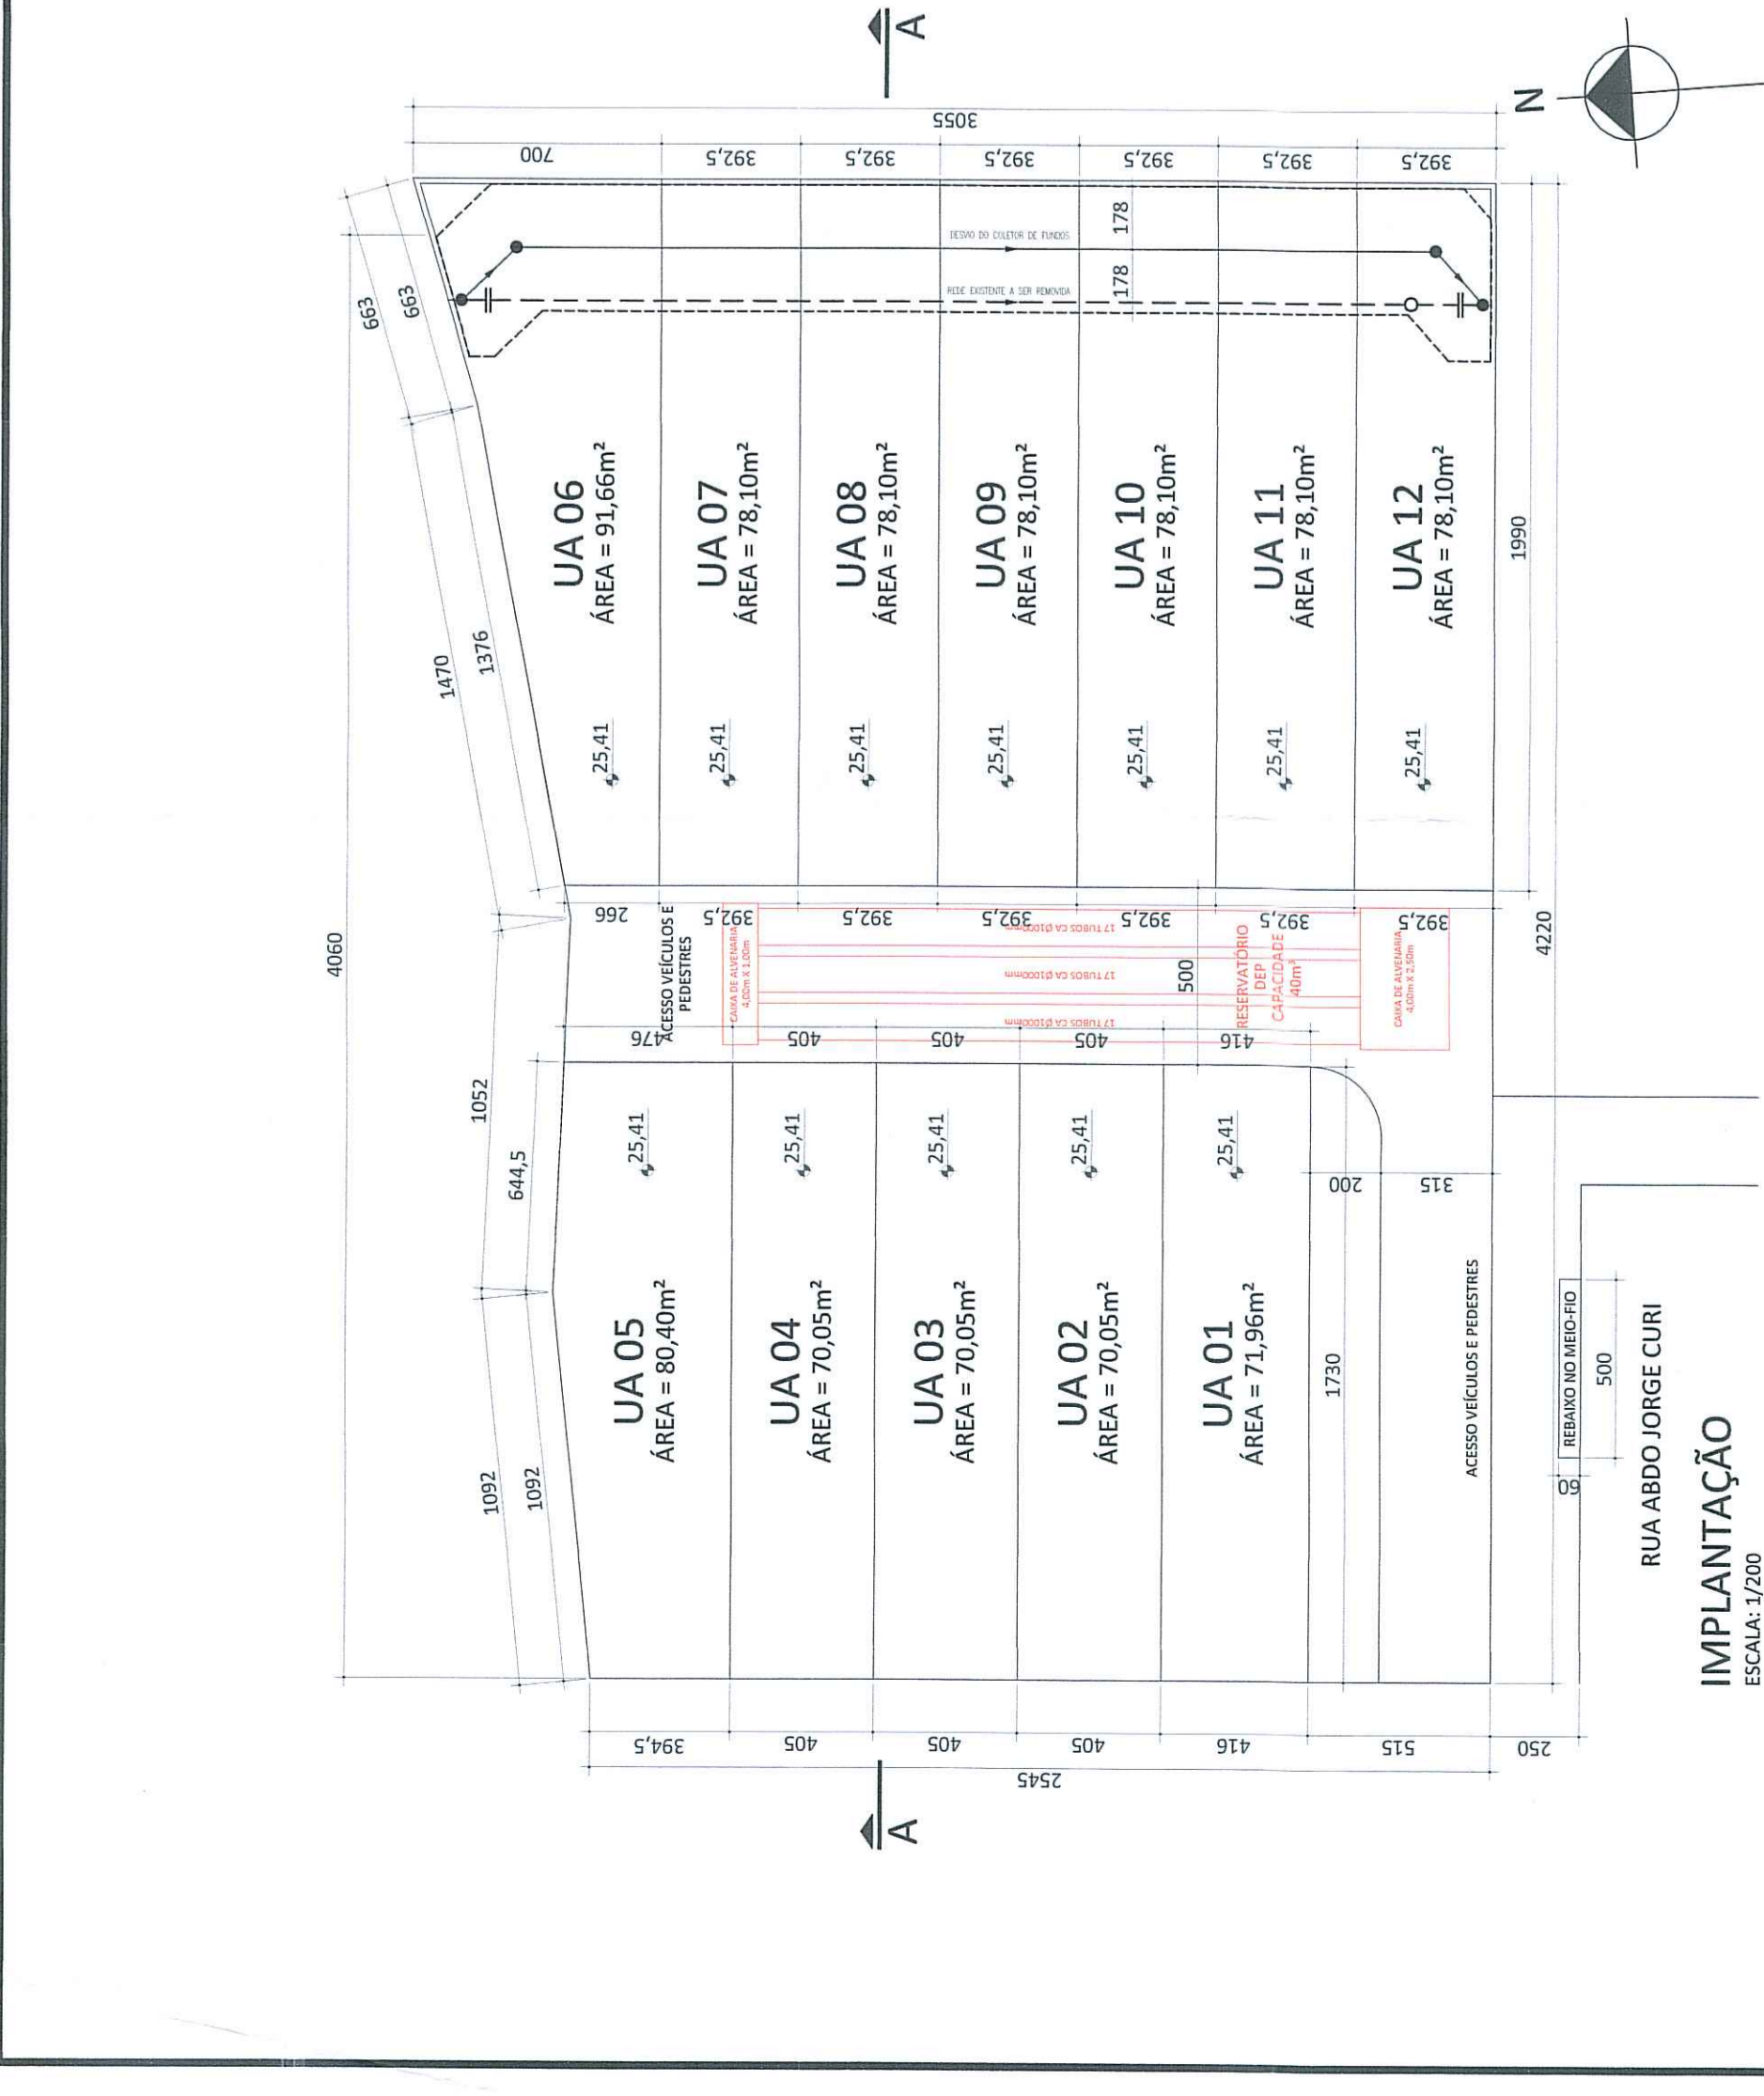 A
N
3055
700
392,5
392,5
392,5
392,5
392,5
392,5
663
663
1470
1376
4060
1052
644,5
1092
1092
DESVIO DO COLETOR DE FUNDOS
REDE EXISTENTE A SER REMOVIDA
178
178
UA 06
ÁREA = 91,66m²
25,41
UA 07
ÁREA = 78,10m²
25,41
UA 08
ÁREA = 78,10m²
25,41
UA 09
ÁREA = 78,10m²
25,41
UA 10
ÁREA = 78,10m²
25,41
UA 11
ÁREA = 78,10m²
25,41
UA 12
ÁREA = 78,10m²
25,41
1990
4220
266
392,5
392,5
392,5
392,5
392,5
392,5
ACESSO VEÍCULOS E
PEDESTRES
CAIXA DE ALVENARIA
4,00m X 1,00m
17 TUBOS CA Ø1000mm
17 TUBOS CA Ø1000mm
17 TUBOS CA Ø1000mm
500
RESERVATÓRIO
DEP
CAPACIDADE
40m³
CAIXA DE ALVENARIA
4,00m X 2,50m
476
405
405
405
416
UA 05
ÁREA = 80,40m²
25,41
UA 04
ÁREA = 70,05m²
25,41
UA 03
ÁREA = 70,05m²
25,41
UA 02
ÁREA = 70,05m²
25,41
UA 01
ÁREA = 71,96m²
25,41
200
315
1730
ACESSO VEÍCULOS E PEDESTRES
394,5
405
405
405
416
515
250
2545
A
REBAIXO NO MEIO-FIO
60
500
RUA ABDO JORGE CURI
IMPLANTAÇÃO
ESCALA: 1/200